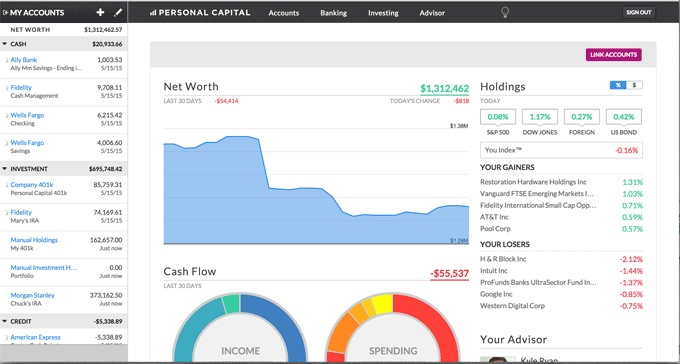 MY ACCOUNTS
NET WORTH $1,312,462.57
CASH $20,933.66
Ally Bank 1,003.53
Ally Mm Savings - Ending i... 5/15/15
Fidelity 9,708.11
Cash Management 5/15/15
Wells Fargo 6,215.42
Checking 5/15/15
Wells Fargo 4,006.60
Savings 5/15/15
INVESTMENT $695,748.42
Company 401k 85,759.31
Personal Capital 401k 5/15/15
Fidelity 74,169.61
Mary's IRA 5/15/15
Manual Holdings 162,657.00
My 401k Just now
Manual Investment H... 0.00
Portfolio Just now
Morgan Stanley 373,162.50
Chuck's IRA Just now
CREDIT -$5,338.89
American Express -5,338.89
PERSONAL CAPITAL Accounts Banking Investing Advisor SIGN OUT
LINK ACCOUNTS
Net Worth $1,312,462
LAST 30 DAYS -$54,414 TODAY'S CHANGE -$818
$1.38M
$1.28M
Cash Flow -$55,537
LAST 30 DAYS
INCOME
SPENDING
Holdings % $
TODAY
0.08% 1.17% 0.27% 0.42%
S&P 500 DOW JONES FOREIGN US BOND
You Index™ -0.16%
YOUR GAINERS
Restoration Hardware Holdings Inc 1.31%
Vanguard FTSE Emerging Markets I... 1.03%
Fidelity International Small Cap Opp... 0.71%
AT&T Inc 0.59%
Pool Corp 0.57%
YOUR LOSERS
H & R Block Inc -2.12%
Intuit Inc -1.44%
ProFunds Banks UltraSector Fund In... -1.37%
Google Inc -0.85%
Western Digital Corp -0.75%
Your Advisor
Kyle Ryan